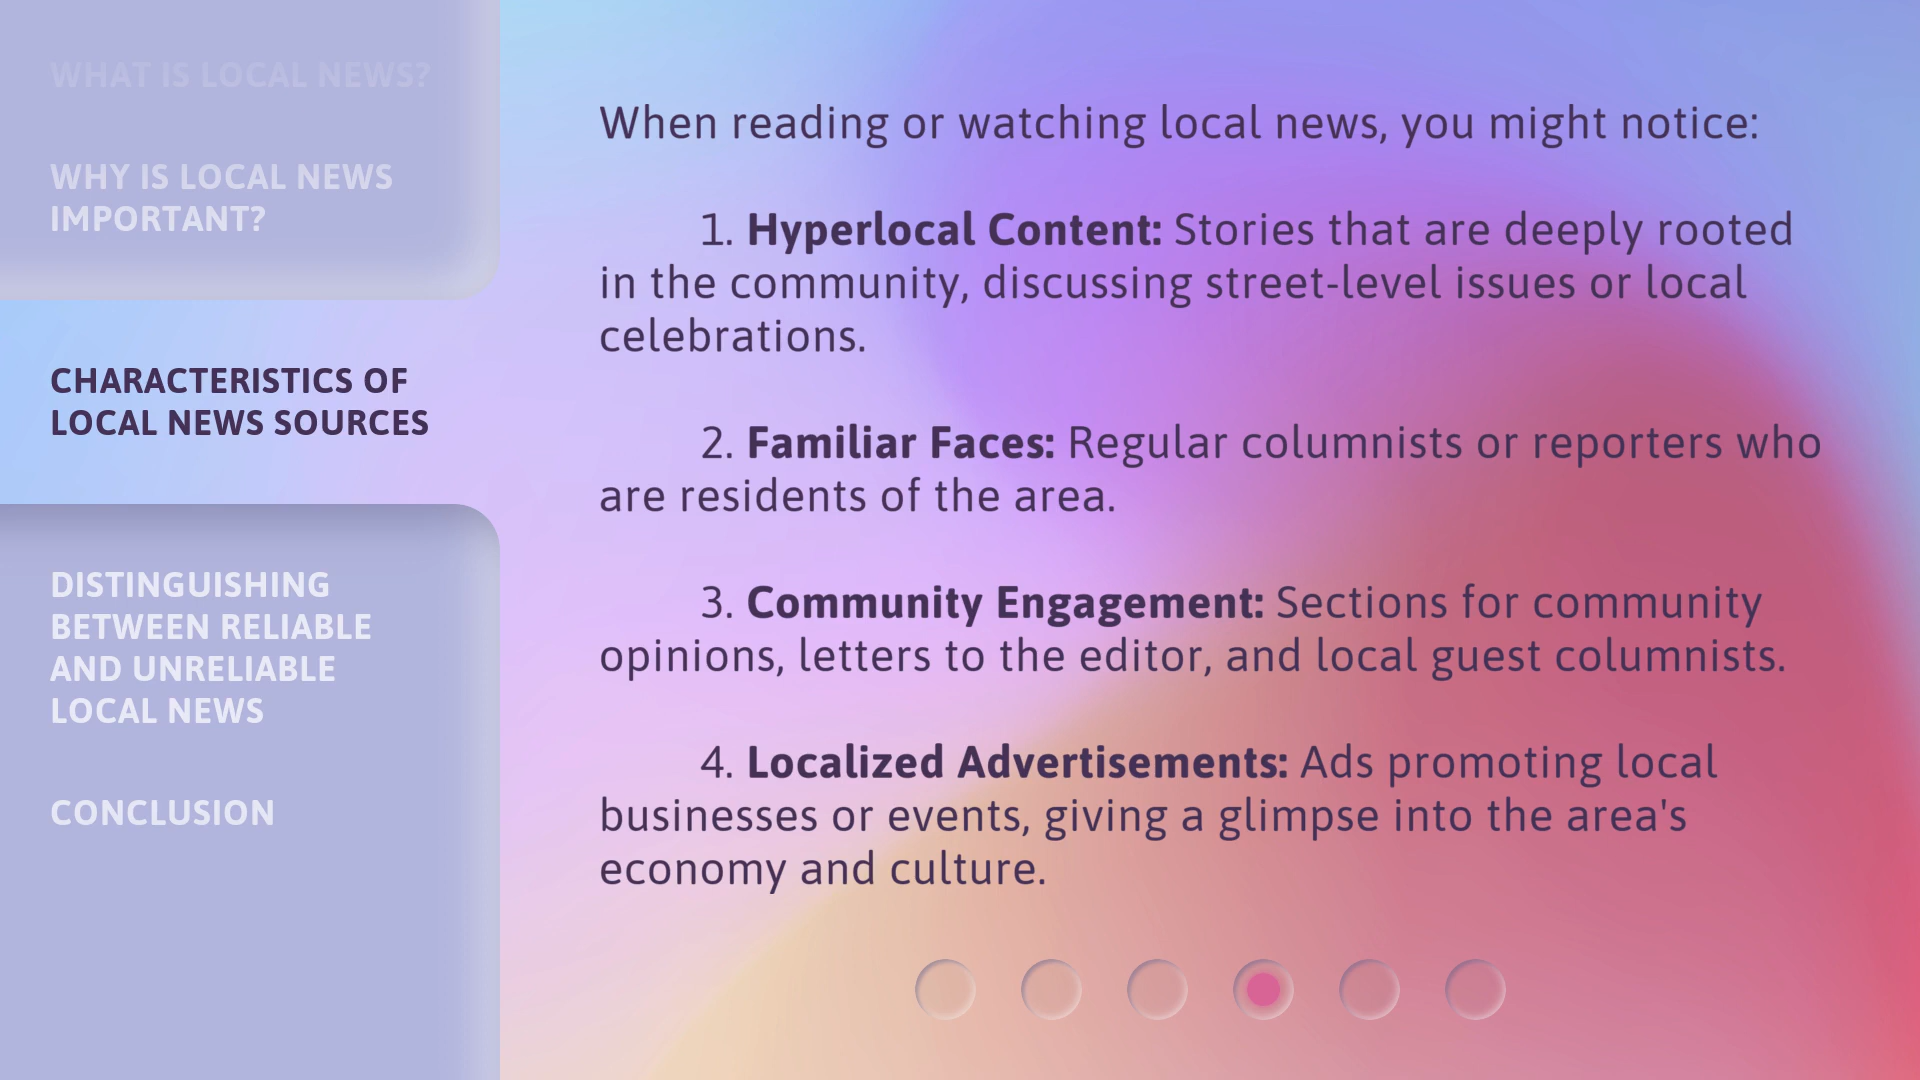 WHAT IS LOCAL NEWS?
WHY IS LOCAL NEWS
IMPORTANT?
CHARACTERISTICS OF
LOCAL NEWS SOURCES
DISTINGUISHING
BETWEEN RELIABLE
AND UNRELIABLE
LOCAL NEWS
CONCLUSION
When reading or watching local news, you might notice:
1. Hyperlocal Content: Stories that are deeply rooted
in the community, discussing street-level issues or local
celebrations.
2. Familiar Faces: Regular columnists or reporters who
are residents of the area.
3. Community Engagement: Sections for community
opinions, letters to the editor, and local guest columnists.
4. Localized Advertisements: Ads promoting local
businesses or events, giving a glimpse into the area's
economy and culture.